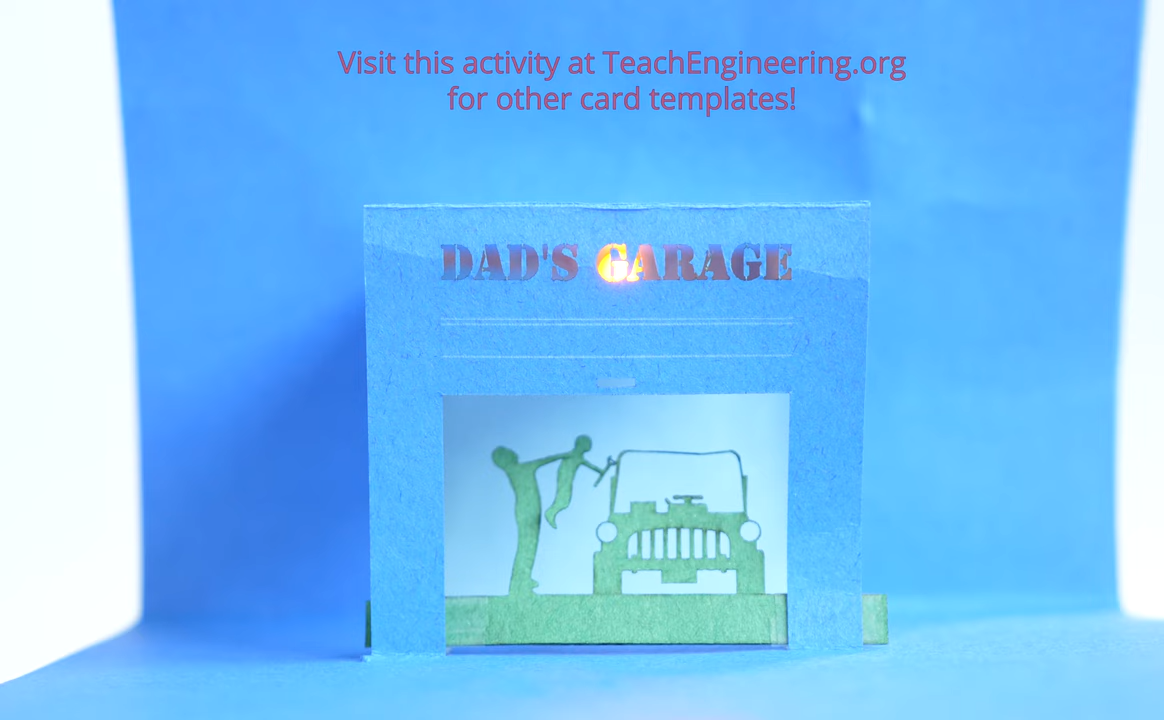 Visit this activity at TeachEngineering.org
for other card templates!
DAD'S GARAGE